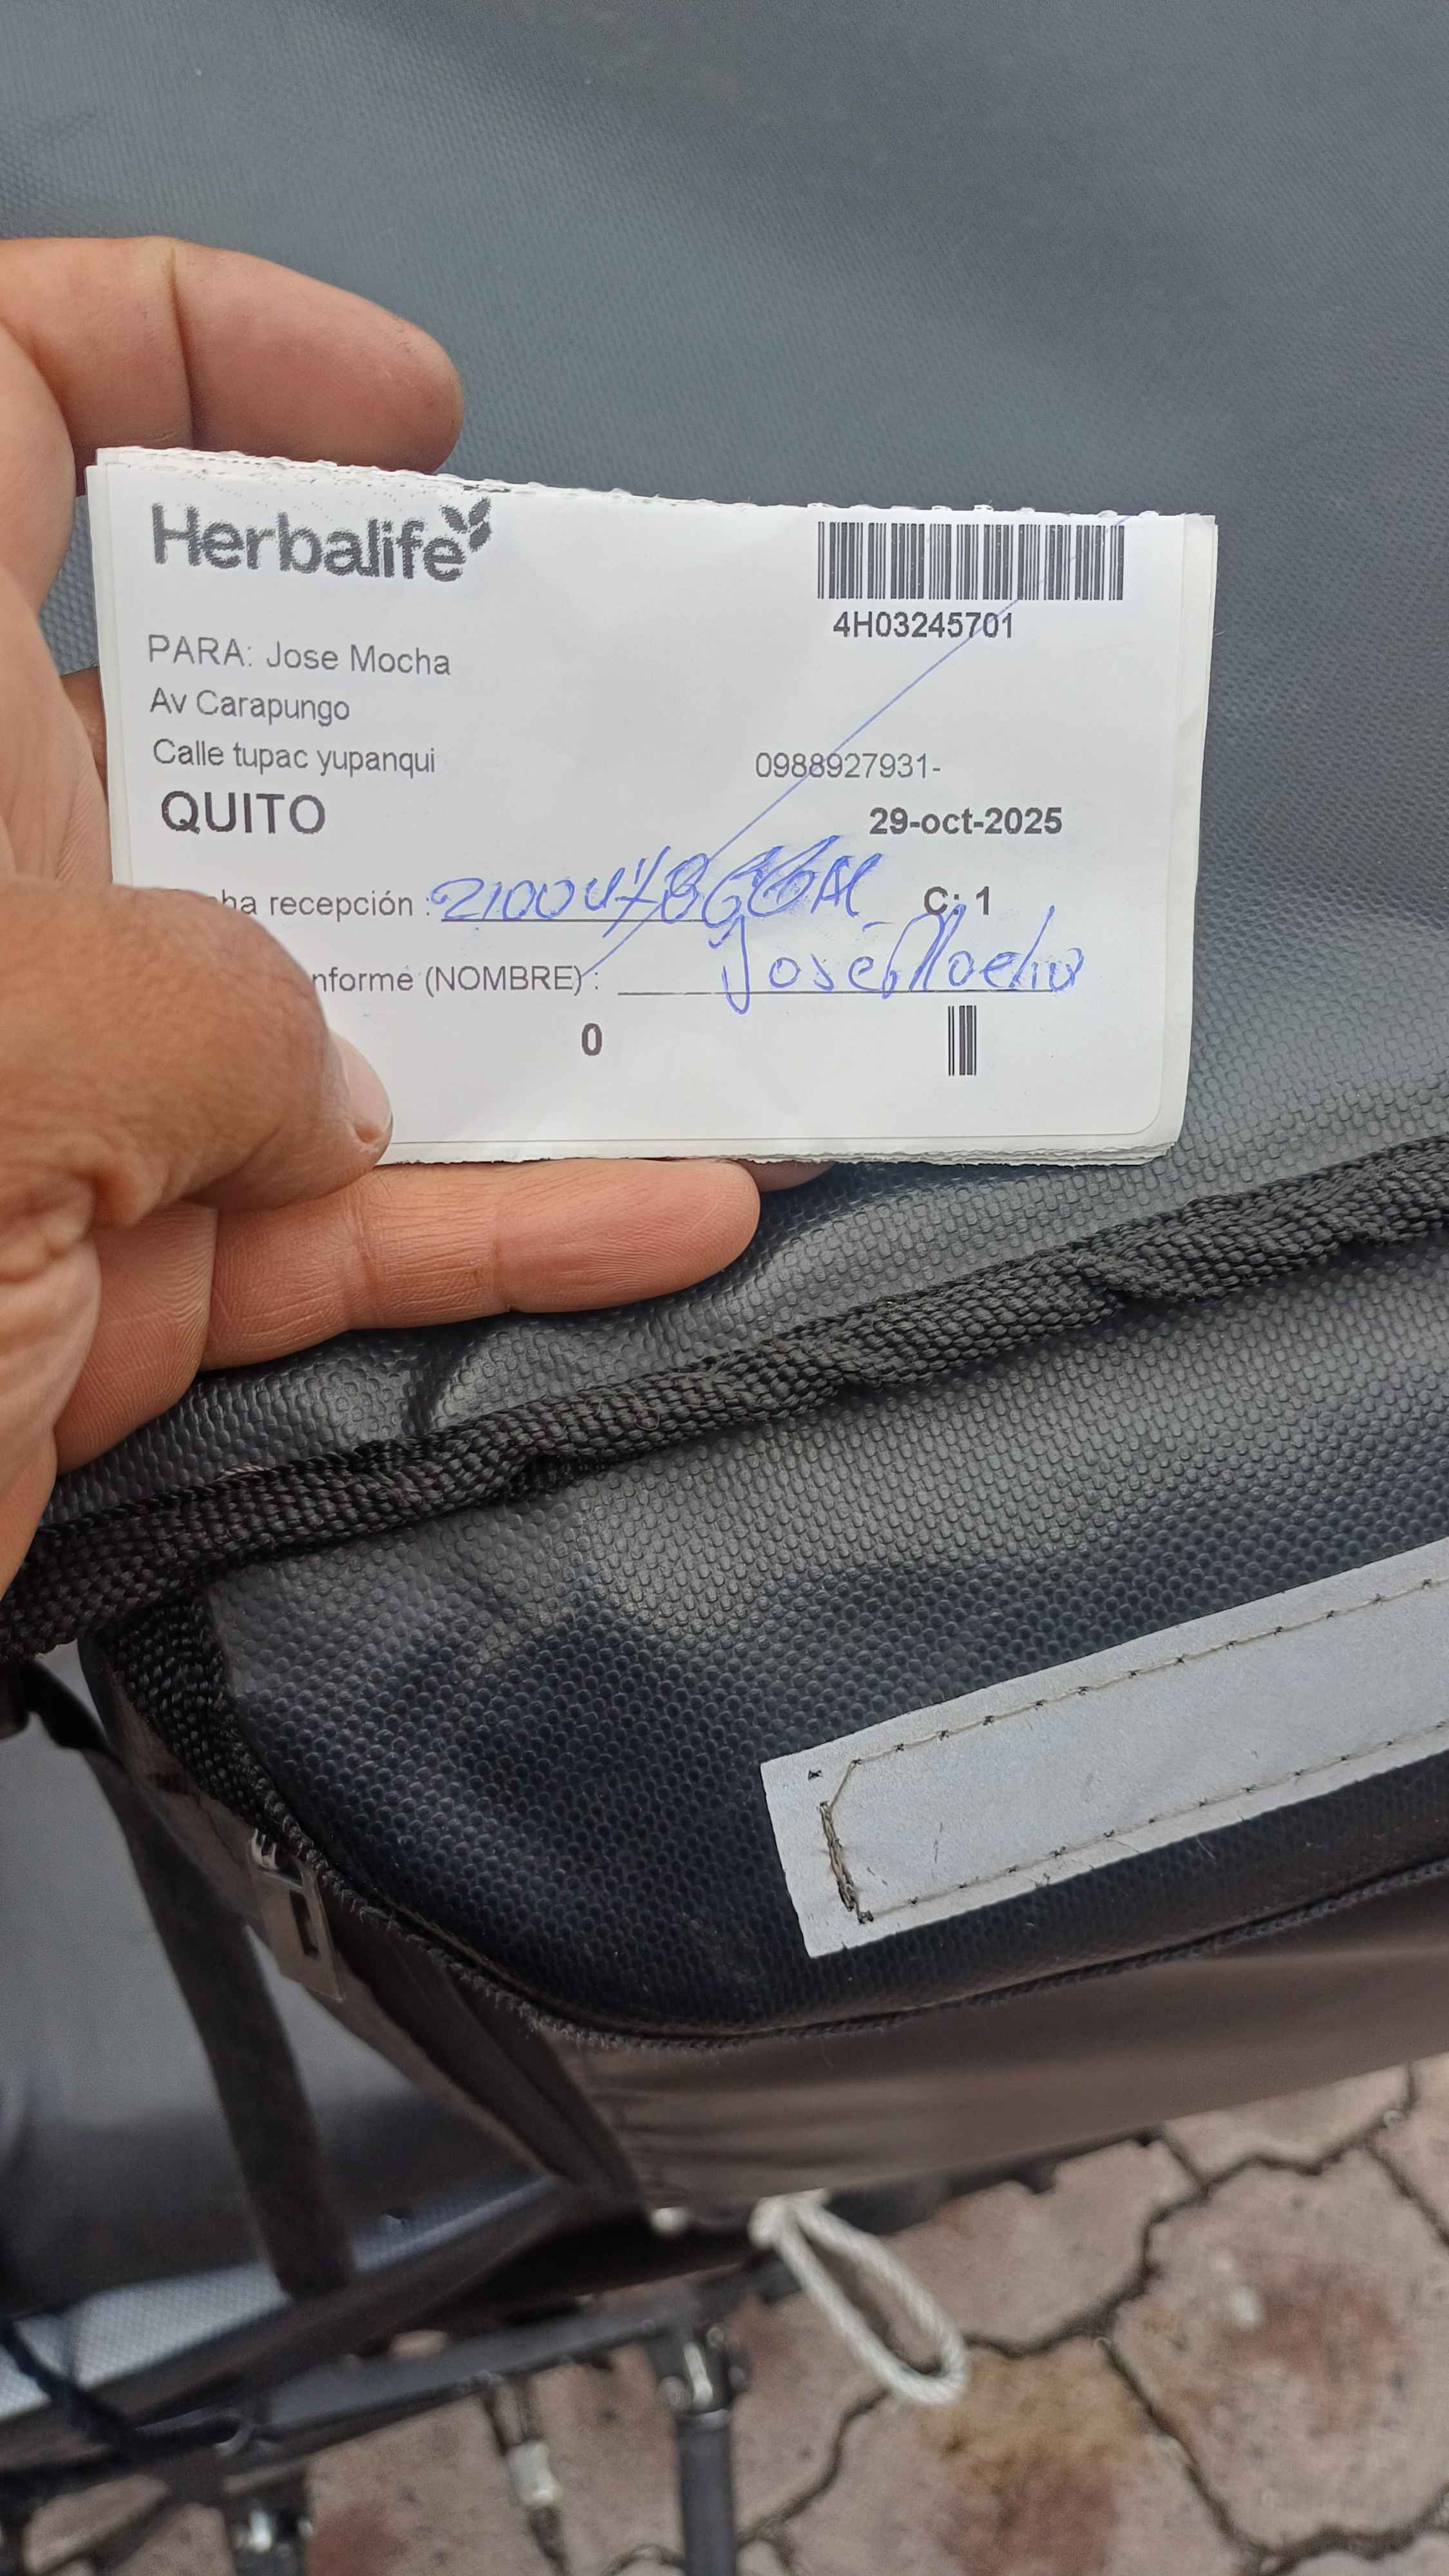 Herbalife
4H03245701
PARA: Jose Mocha
Av Carapungo
Calle tupac yupanqui
0988927931-
QUITO
29-oct-2025
ha recepción :
C: 1
nforme (NOMBRE) : José Mocha
0